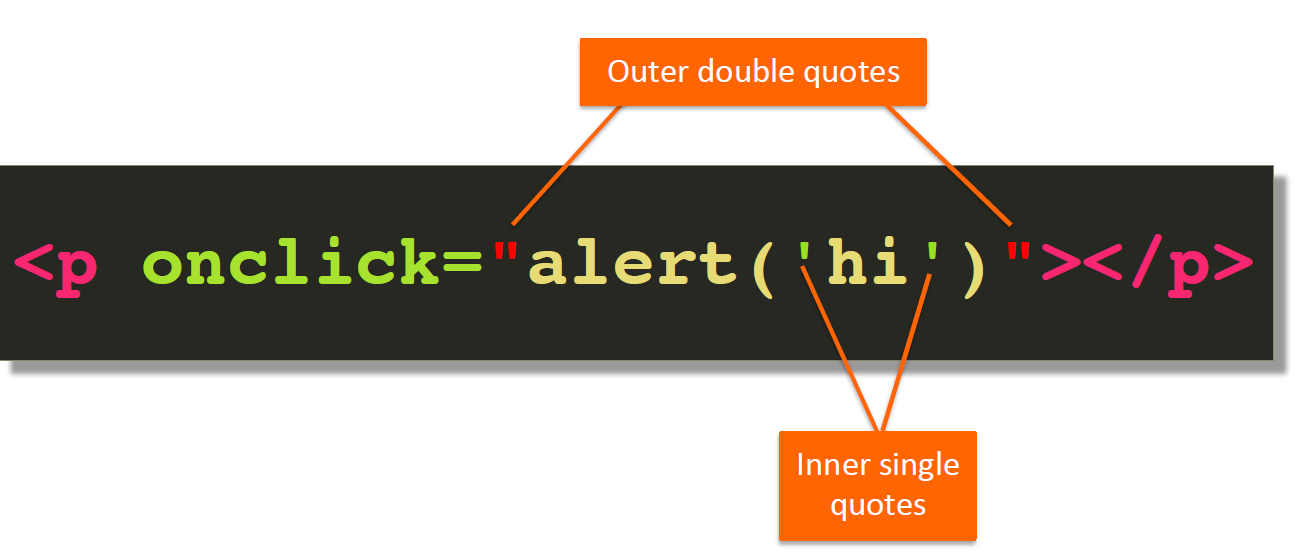 Outer double quotes
<p onclick="alert('hi')"></p>
Inner single
quotes